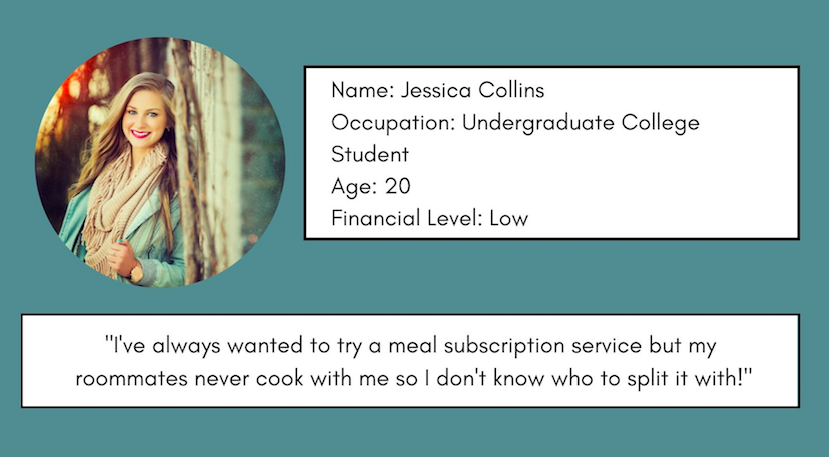 Name: Jessica Collins
Occupation: Undergraduate College
Student
Age: 20
Financial Level: Low
"I've always wanted to try a meal subscription service but my
roommates never cook with me so I don't know who to split it with!"